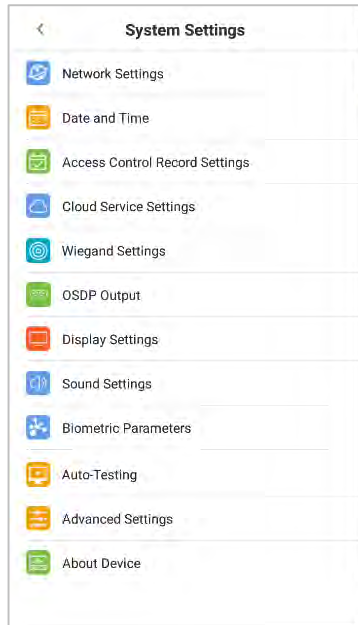 System Settings
Network Settings
Date and Time
Access Control Record Settings
Cloud Service Settings
Wiegand Settings
OSDP Output
Display Settings
Sound Settings
Biometric Parameters
Auto-Testing
Advanced Settings
About Device